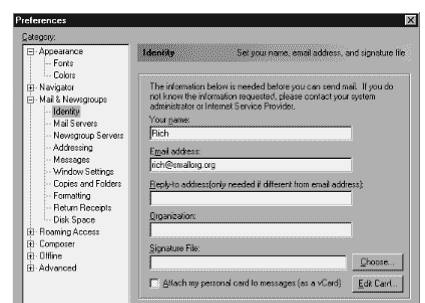 Preferences
Category:
Appearance
Fonts
Colors
Navigator
Mail & Newsgroups
Identity
Mail Servers
Newsgroup Servers
Addressing
Messages
Window Settings
Copies and Folders
Formatting
Return Receipts
Disk Space
Roaming Access
Composer
Offline
Advanced
Identity Set your name, email address, and signature file
The information below is needed before you can send mail. If you do
not know the information requested, please contact your system
administrator or Internet Service Provider.
Your name:
Rich
Email address:
rich@smallorg.org
Reply-to address(only needed if different from email address):
Organization:
Signature File:
Choose...
Attach my personal card to messages (as a vCard) Edit Card...